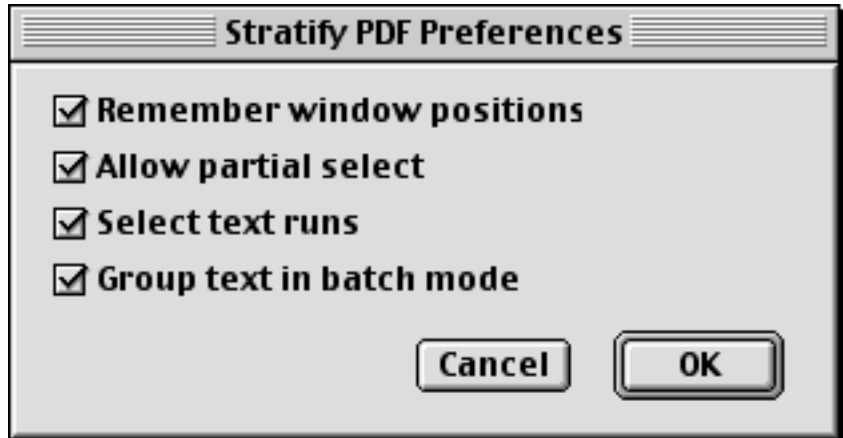 Stratify PDF Preferences
Remember window positions
Allow partial select
Select text runs
Group text in batch mode
Cancel OK